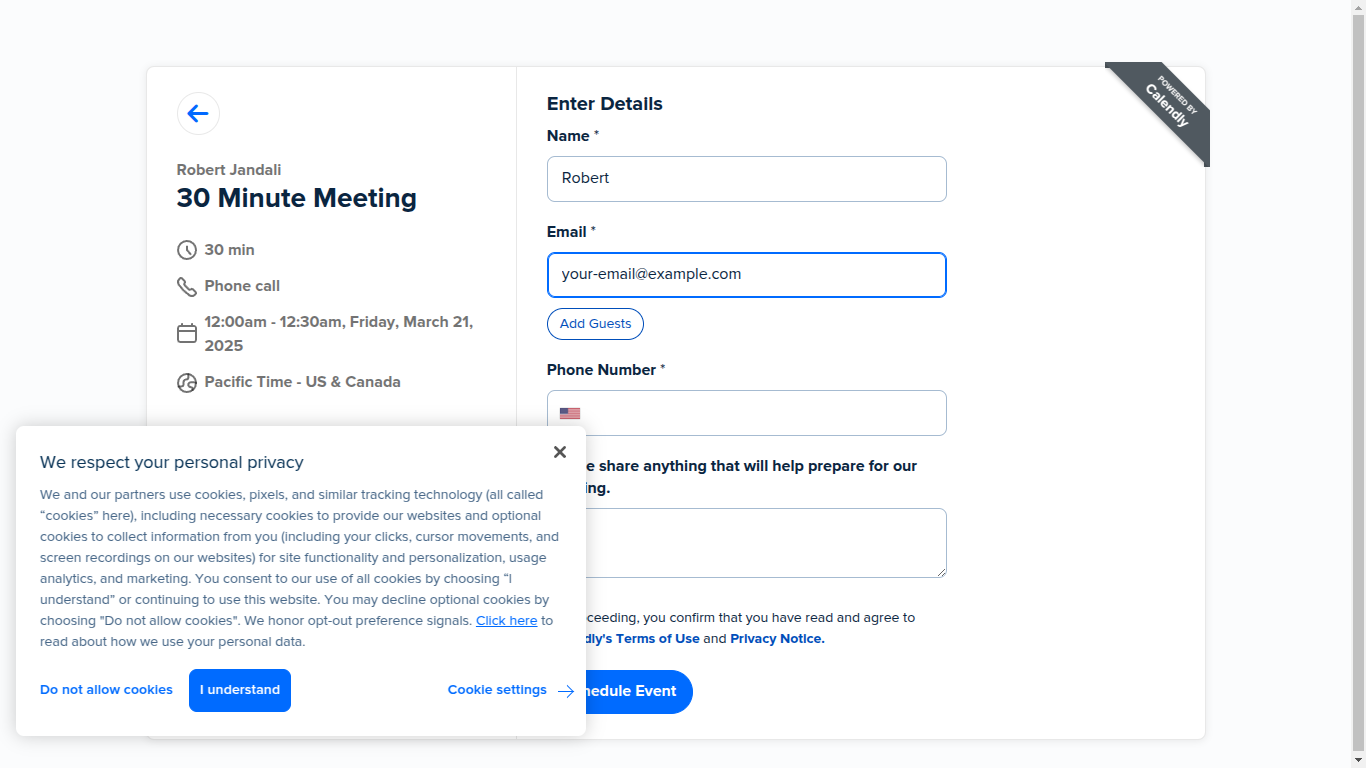 POWERED BY
Calendly
Robert Jandali
30 Minute Meeting
30 min
Phone call
12:00am - 12:30am, Friday, March 21,
2025
Pacific Time - US & Canada
Enter Details
Name *
Robert
Email *
your-email@example.com
Add Guests
Phone Number *
share anything that will help prepare for our
ceeding, you confirm that you have read and agree to
dly's Terms of Use and Privacy Notice.
hedule Event
We respect your personal privacy
We and our partners use cookies, pixels, and similar tracking technology (all called
“cookies” here), including necessary cookies to provide our websites and optional
cookies to collect information from you (including your clicks, cursor movements, and
screen recordings on our websites) for site functionality and personalization, usage
analytics, and marketing. You consent to our use of all cookies by choosing “I
understand” or continuing to use this website. You may decline optional cookies by
choosing "Do not allow cookies". We honor opt-out preference signals. Click here to
read about how we use your personal data.
Do not allow cookies
I understand
Cookie settings